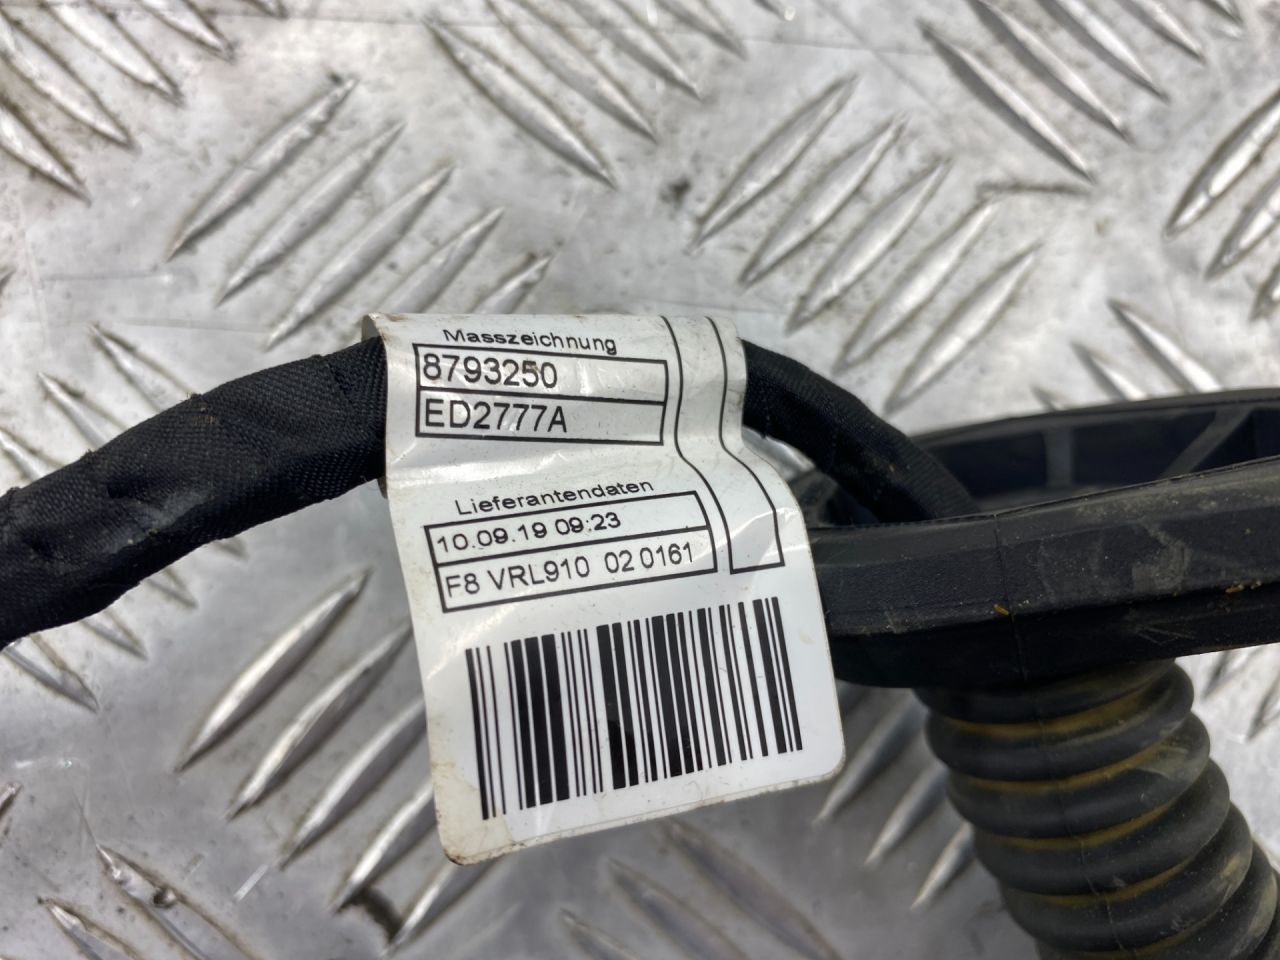 Masszeichnung
8793250
ED2777A
Lieferantendaten
10.09.19 09:23
F8 VRL910 02 0161